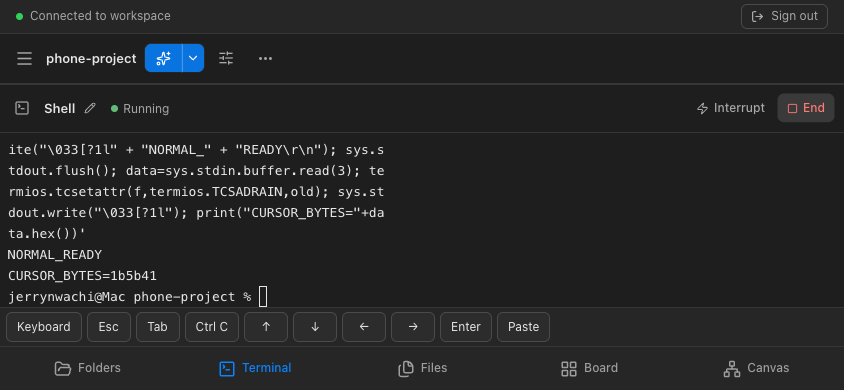 Connected to workspace
Sign out
phone-project
Shell
Running
Interrupt
End
ite("\033[?1l" + "NORMAL_" + "READY\r\n"); sys.s
tdout.flush(); data=sys.stdin.buffer.read(3); te
rmios.tcsetattr(f,termios.TCSADRAIN,old); sys.st
dout.write("\033[?1l"); print("CURSOR_BYTES="+da
ta.hex())'
NORMAL_READY
CURSOR_BYTES=1b5b41
jerrynwachi@Mac phone-project %
Keyboard Esc Tab Ctrl C ↑ ↓ ← → Enter Paste
Folders Terminal Files Board Canvas